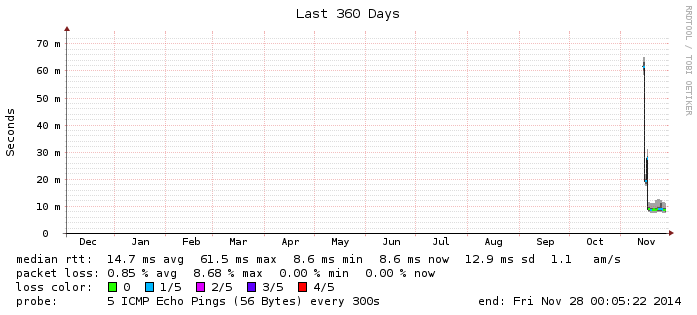 Last 360 Days
RRDTOOL / TOBI OETIKER
Seconds
70 m
60 m
50 m
40 m
30 m
20 m
10 m
0
Dec Jan Feb Mar Apr May Jun Jul Aug Sep Oct Nov
median rtt: 14.7 ms avg 61.5 ms max 8.6 ms min 8.6 ms now 12.9 ms sd 1.1 am/s
packet loss: 0.85 % avg 8.68 % max 0.00 % min 0.00 % now
loss color: 0 1/5 2/5 3/5 4/5
probe: 5 ICMP Echo Pings (56 Bytes) every 300s end: Fri Nov 28 00:05:22 2014